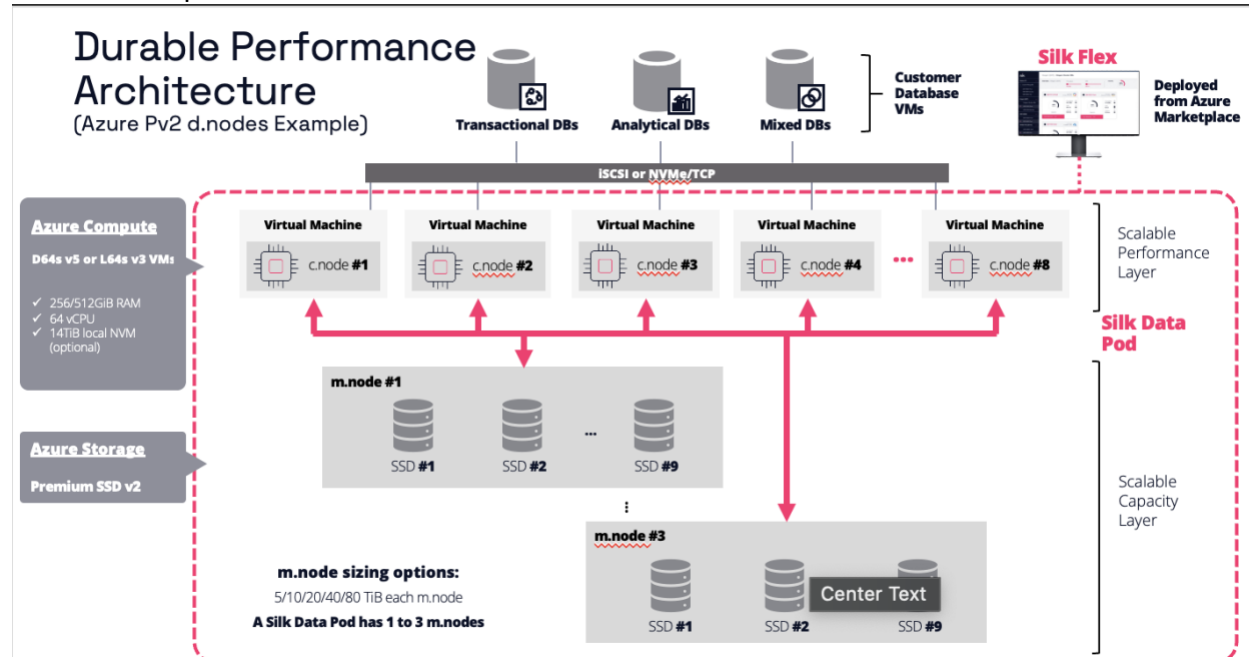 Durable Performance
Architecture
(Azure Pv2 d.nodes Example)
Transactional DBs
Analytical DBs
Mixed DBs
Customer
Database
VMs
Silk Flex
Deployed
from Azure
Marketplace
iSCSI or NVMe/TCP
Azure Compute
D64s v5 or L64s v3 VMs
✓ 256/512GiB RAM
✓ 64 vCPU
✓ 14TiB local NVM
(optional)
Virtual Machine
c.node #1
Virtual Machine
c.node #2
Virtual Machine
c.node #3
Virtual Machine
c.node #4
...
Virtual Machine
c.node #8
Scalable
Performance
Layer
Silk Data
Pod
m.node #1
SSD #1
SSD #2
...
SSD #9
Azure Storage
Premium SSD v2
Scalable
Capacity
Layer
m.node #3
SSD #1
SSD #2
SSD #9
Center Text
m.node sizing options:
5/10/20/40/80 TiB each m.node
A Silk Data Pod has 1 to 3 m.nodes